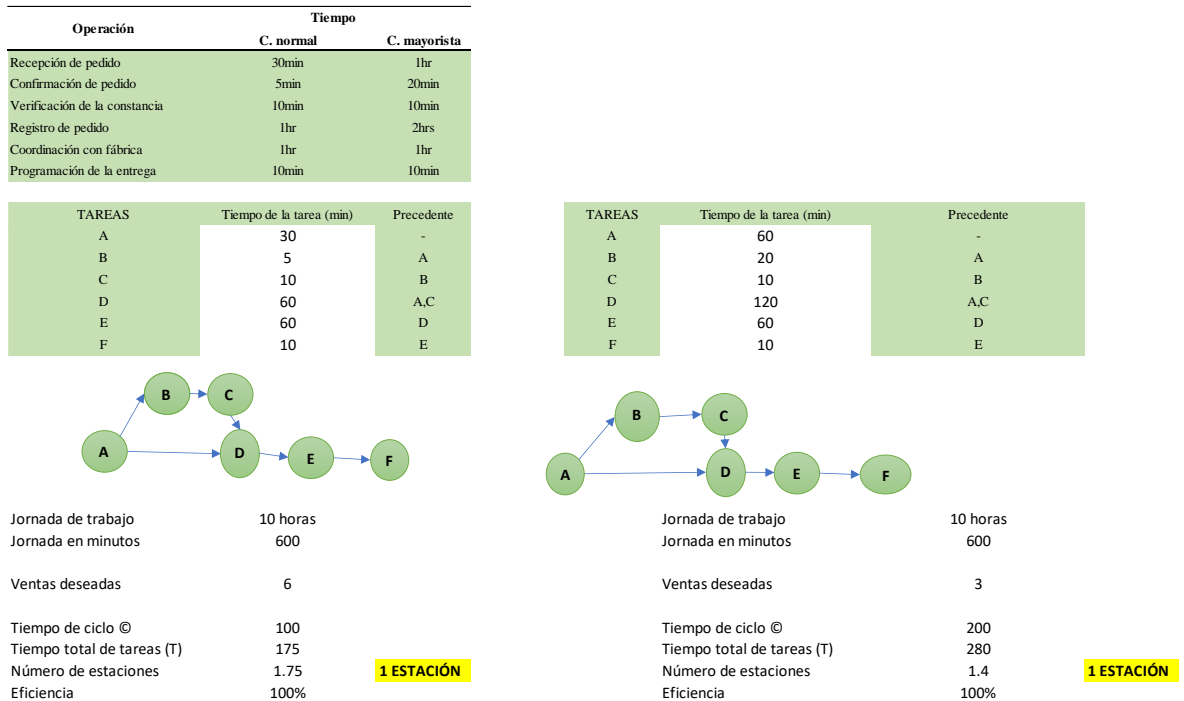 Operación Tiempo
C. normal C. mayorista
Recepción de pedido 30min 1hr
Confirmación de pedido 5min 20min
Verificación de la constancia 10min 10min
Registro de pedido 1hr 2hrs
Coordinación con fábrica 1hr 1hr
Programación de la entrega 10min 10min
TAREAS Tiempo de la tarea (min) Precedente
A 30 -
B 5 A
C 10 B
D 60 A,C
E 60 D
F 10 E
TAREAS Tiempo de la tarea (min) Precedente
A 60 -
B 20 A
C 10 B
D 120 A,C
E 60 D
F 10 E
B C
A D E F
B C
A D E F
Jornada de trabajo 10 horas
Jornada en minutos 600
Ventas deseadas 6
Tiempo de ciclo © 100
Tiempo total de tareas (T) 175
Número de estaciones 1.75 1 ESTACIÓN
Eficiencia 100%
Jornada de trabajo 10 horas
Jornada en minutos 600
Ventas deseadas 3
Tiempo de ciclo © 200
Tiempo total de tareas (T) 280
Número de estaciones 1.4 1 ESTACIÓN
Eficiencia 100%